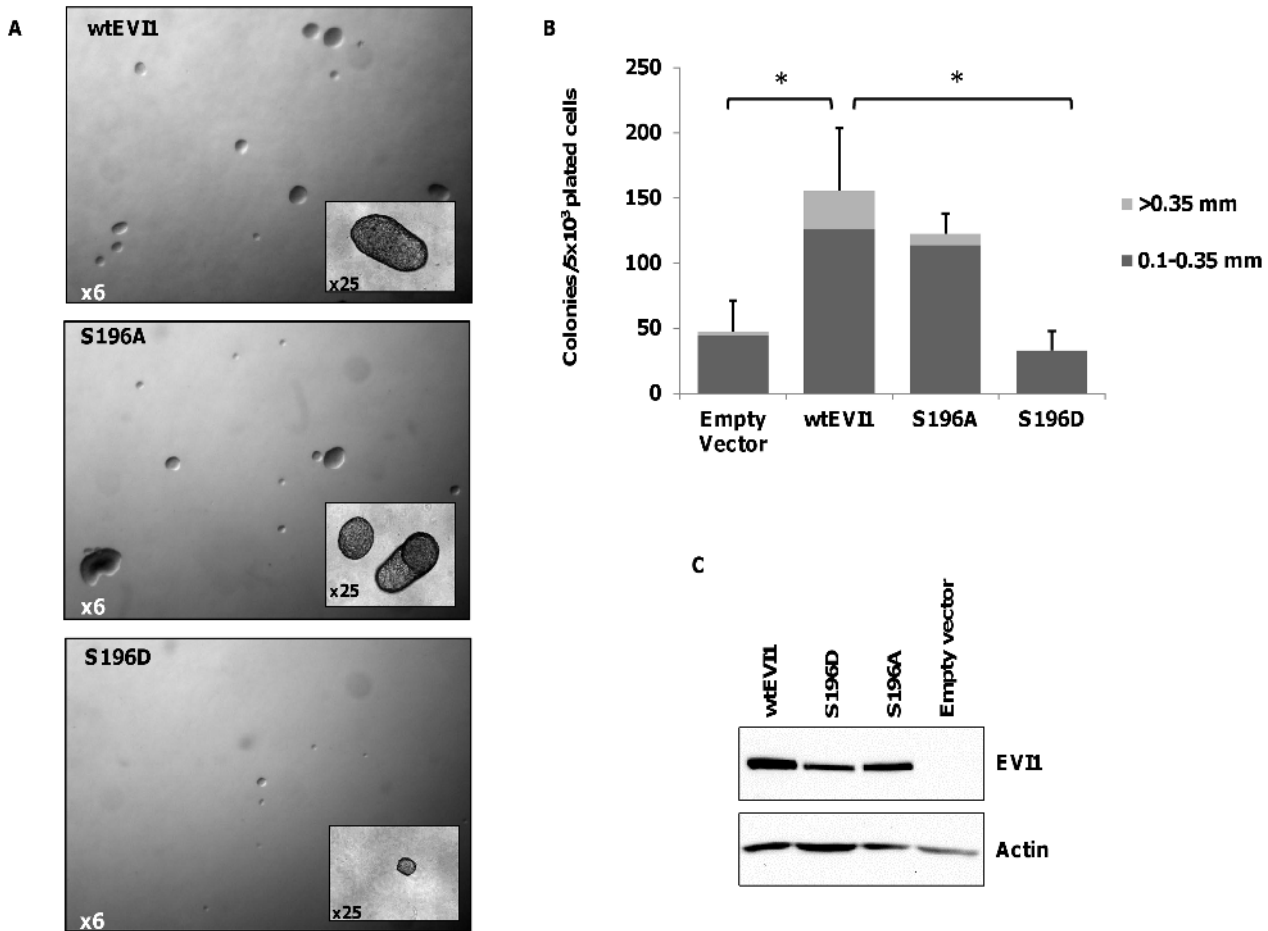 A
wtEVI1
x6
x25
S196A
x6
x25
S196D
x6
x25
B
Colonies/5x10³ plated cells
250
200
150
100
50
0
*
*
Empty Vector
wtEVI1
S196A
S196D
>0.35 mm
0.1-0.35 mm
C
wtEVI1
S196D
S196A
Empty vector
EVI1
Actin